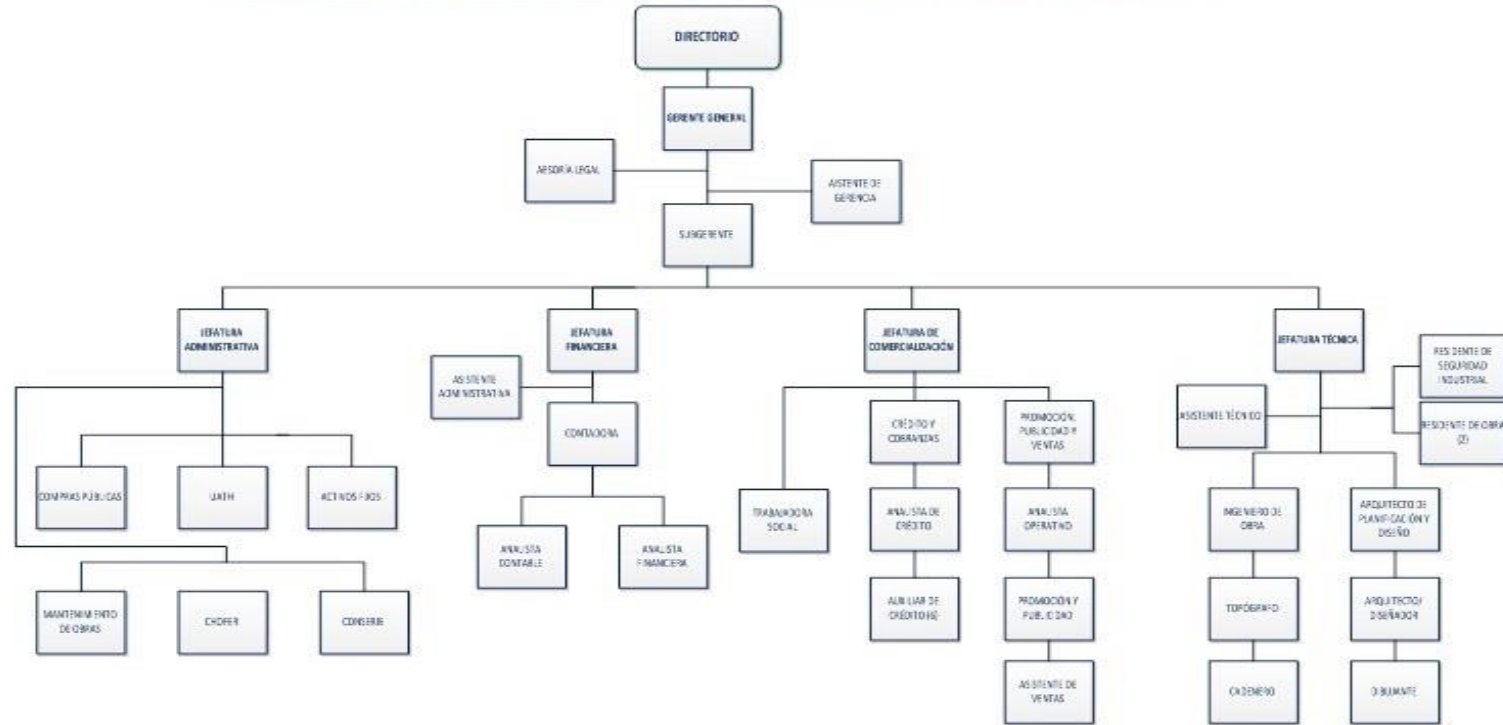 DIRECTORIO
GERENTE GENERAL
AESORÍA LEGAL
AISTENTE DE
GERENCIA
SUBGERENTE
JEFATURA
ADMINISTRATIVA
JEFATURA
FINANCIERA
JEFATURA DE
COMERCIALIZACIÓN
JEFATURA TÉCNICA
RESIDENTE DE
SEGURIDAD
INDUSTRIAL
ASISTENTE
ADMINISTRATIVA
ASISTENTE TÉCNICO
RESIDENTE DE OBRA
(2)
CONTADORA
CRÉDITO Y
COBRANZAS
PROMOCIÓN,
PUBLICIDAD Y
VENTAS
COMPRAS PÚBLICAS
UATH
ACTIVOS FIJOS
TRABAJADORA
SOCIAL
ANALISTA DE
CRÉDITO
ANALISTA
OPERATIVO
INGENIERO DE
OBRA
ARQUITECTO DE
PLANIFICACIÓN Y
DISEÑO
ANALISTA
CONTABLE
ANALISTA
FINANCIERA
MANTENIMIENTO
DE OBRAS
CHOFER
CONSERJE
AUXILIAR DE
CRÉDITO (6)
PROMOCIÓN Y
PUBLICIDAD
TOPÓGRAFO
ARQUITECTO/
DISEÑADOR
ASISTENTE DE
VENTAS
CADENERO
DIBUJANTE